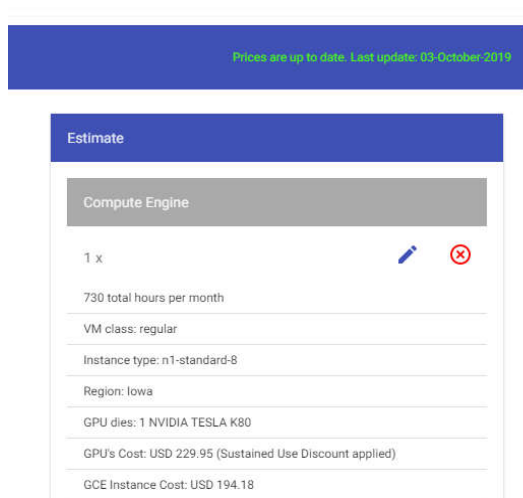 Prices are up to date. Last update: 03-October-2019
Estimate
Compute Engine
1 x
730 total hours per month
VM class: regular
Instance type: n1-standard-8
Region: Iowa
GPU dies: 1 NVIDIA TESLA K80
GPU's Cost: USD 229.95 (Sustained Use Discount applied)
GCE Instance Cost: USD 194.18